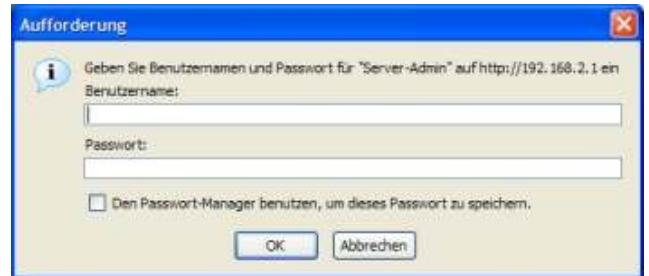 Aufforderung
Geben Sie Benutzernamen und Passwort für "Server-Admin" auf http://192.168.2.1 ein
Benutzername:
Passwort:
Den Passwort-Manager benutzen, um dieses Passwort zu speichern.
OK
Abbrechen